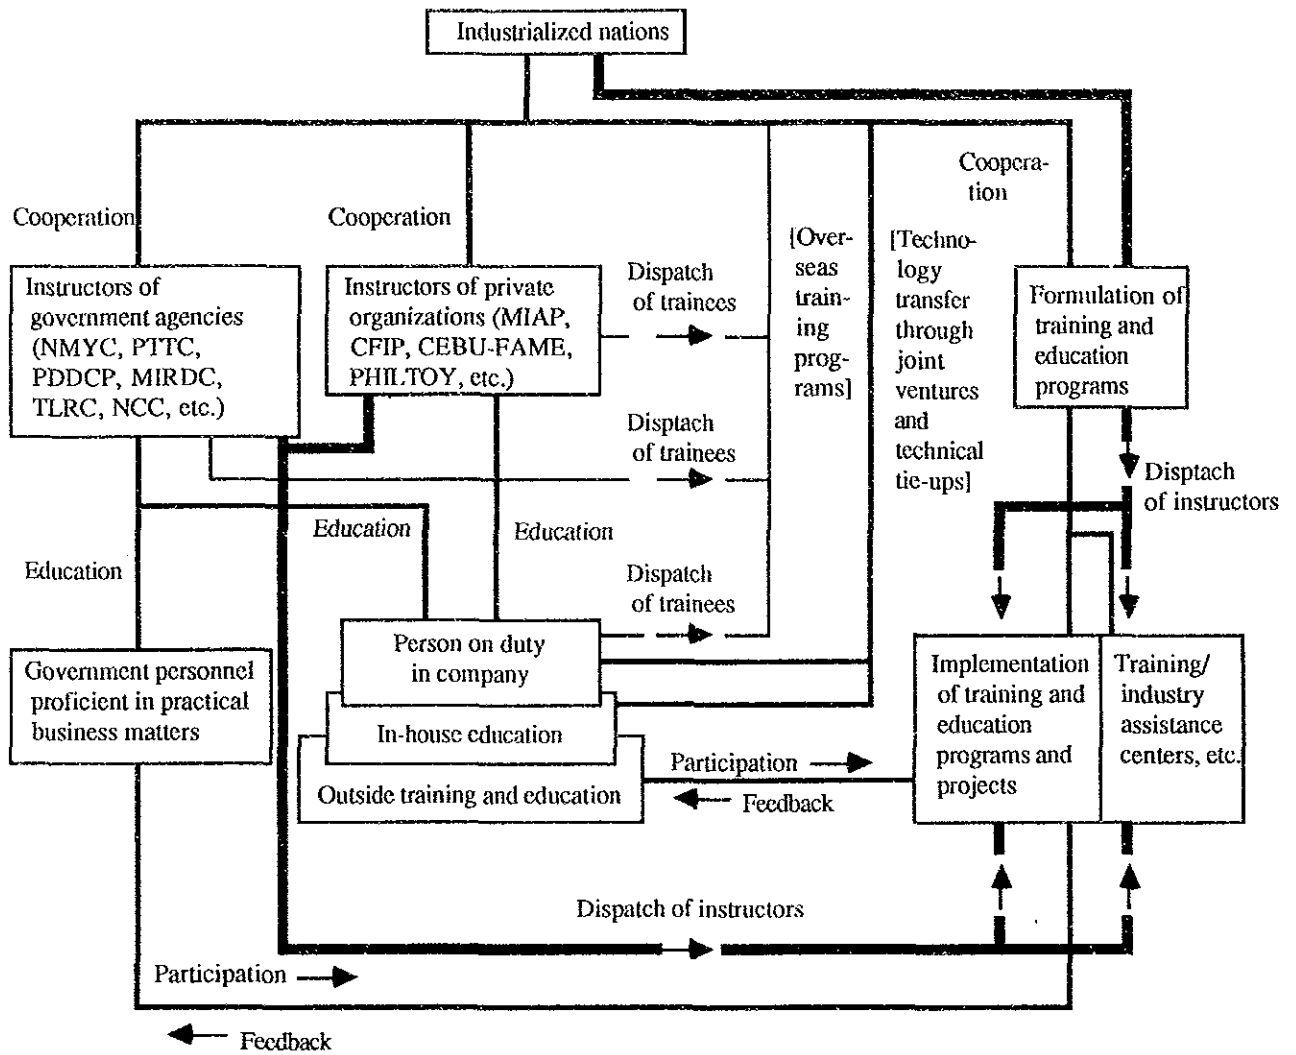 Industrialized nations
Coopera-
tion
Cooperation
Cooperation
[Over-
seas
train-
ing
prog-
rams]
[Techno-
logy
transfer
through
joint
ventures
and
technical
tie-ups]
Instructors of
government agencies
(NMYC, PTTC,
PDDCP, MIRDC,
TLRC, NCC, etc.)
Instructors of private
organizations (MIAP,
CFIP, CEBU-FAME,
PHILTOY, etc.)
Dispatch
of trainees
Formulation of
training and
education
programs
Disptach
of trainees
Disptach
of instructors
Education
Education
Education
Dispatch
of trainees
Person on duty
in company
Government personnel
proficient in practical
business matters
In-house education
Outside training and education
Implementation
of training and
education
programs and
projects
Training/
industry
assistance
centers, etc.
Participation
Feedback
Dispatch of instructors
Participation
Feedback